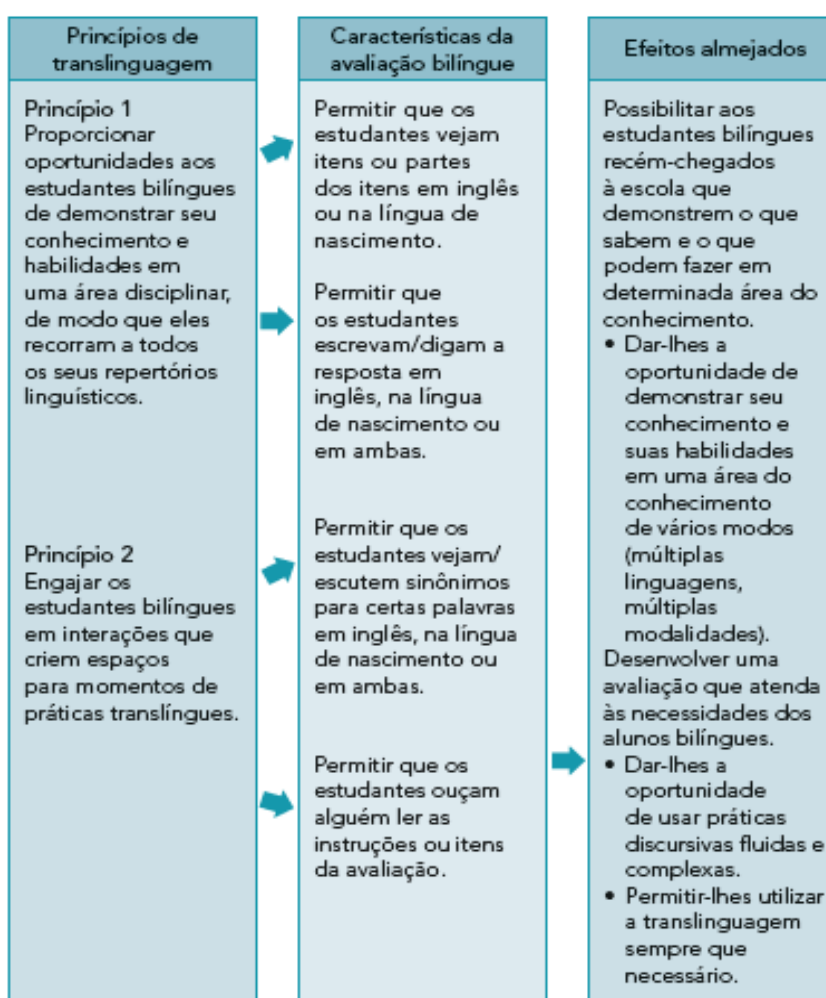 Princípios de
translinguagem
Princípio 1
Proporcionar
oportunidades aos
estudantes bilíngues
de demonstrar seu
conhecimento e
habilidades em
uma área disciplinar,
de modo que eles
recorram a todos
os seus repertórios
linguísticos.
Princípio 2
Engajar os
estudantes bilíngues
em interações que
criem espaços
para momentos de
práticas translíngues.
Características da
avaliação bilíngue
Permitir que os
estudantes vejam
itens ou partes
dos itens em inglês
ou na língua de
nascimento.
Permitir que
os estudantes
escrevam/digam a
resposta em
inglês, na língua
de nascimento ou
em ambas.
Permitir que os
estudantes vejam/
escutem sinônimos
para certas palavras
em inglês, na língua
de nascimento ou
em ambas.
Permitir que os
estudantes ouçam
alguém ler as
instruções ou itens
da avaliação.
Efeitos almejados
Possibilitar aos
estudantes bilíngues
recém-chegados
à escola que
demonstrem o que
sabem e o que
podem fazer em
determinada área do
conhecimento.
• Dar-lhes a
oportunidade de
demonstrar seu
conhecimento e
suas habilidades
em uma área do
conhecimento
de vários modos
(múltiplas
linguagens,
múltiplas
modalidades).
Desenvolver uma
avaliação que atenda
às necessidades dos
alunos bilíngues.
• Dar-lhes a
oportunidade
de usar práticas
discursivas fluidas e
complexas.
• Permitir-lhes utilizar
a translinguagem
sempre que
necessário.